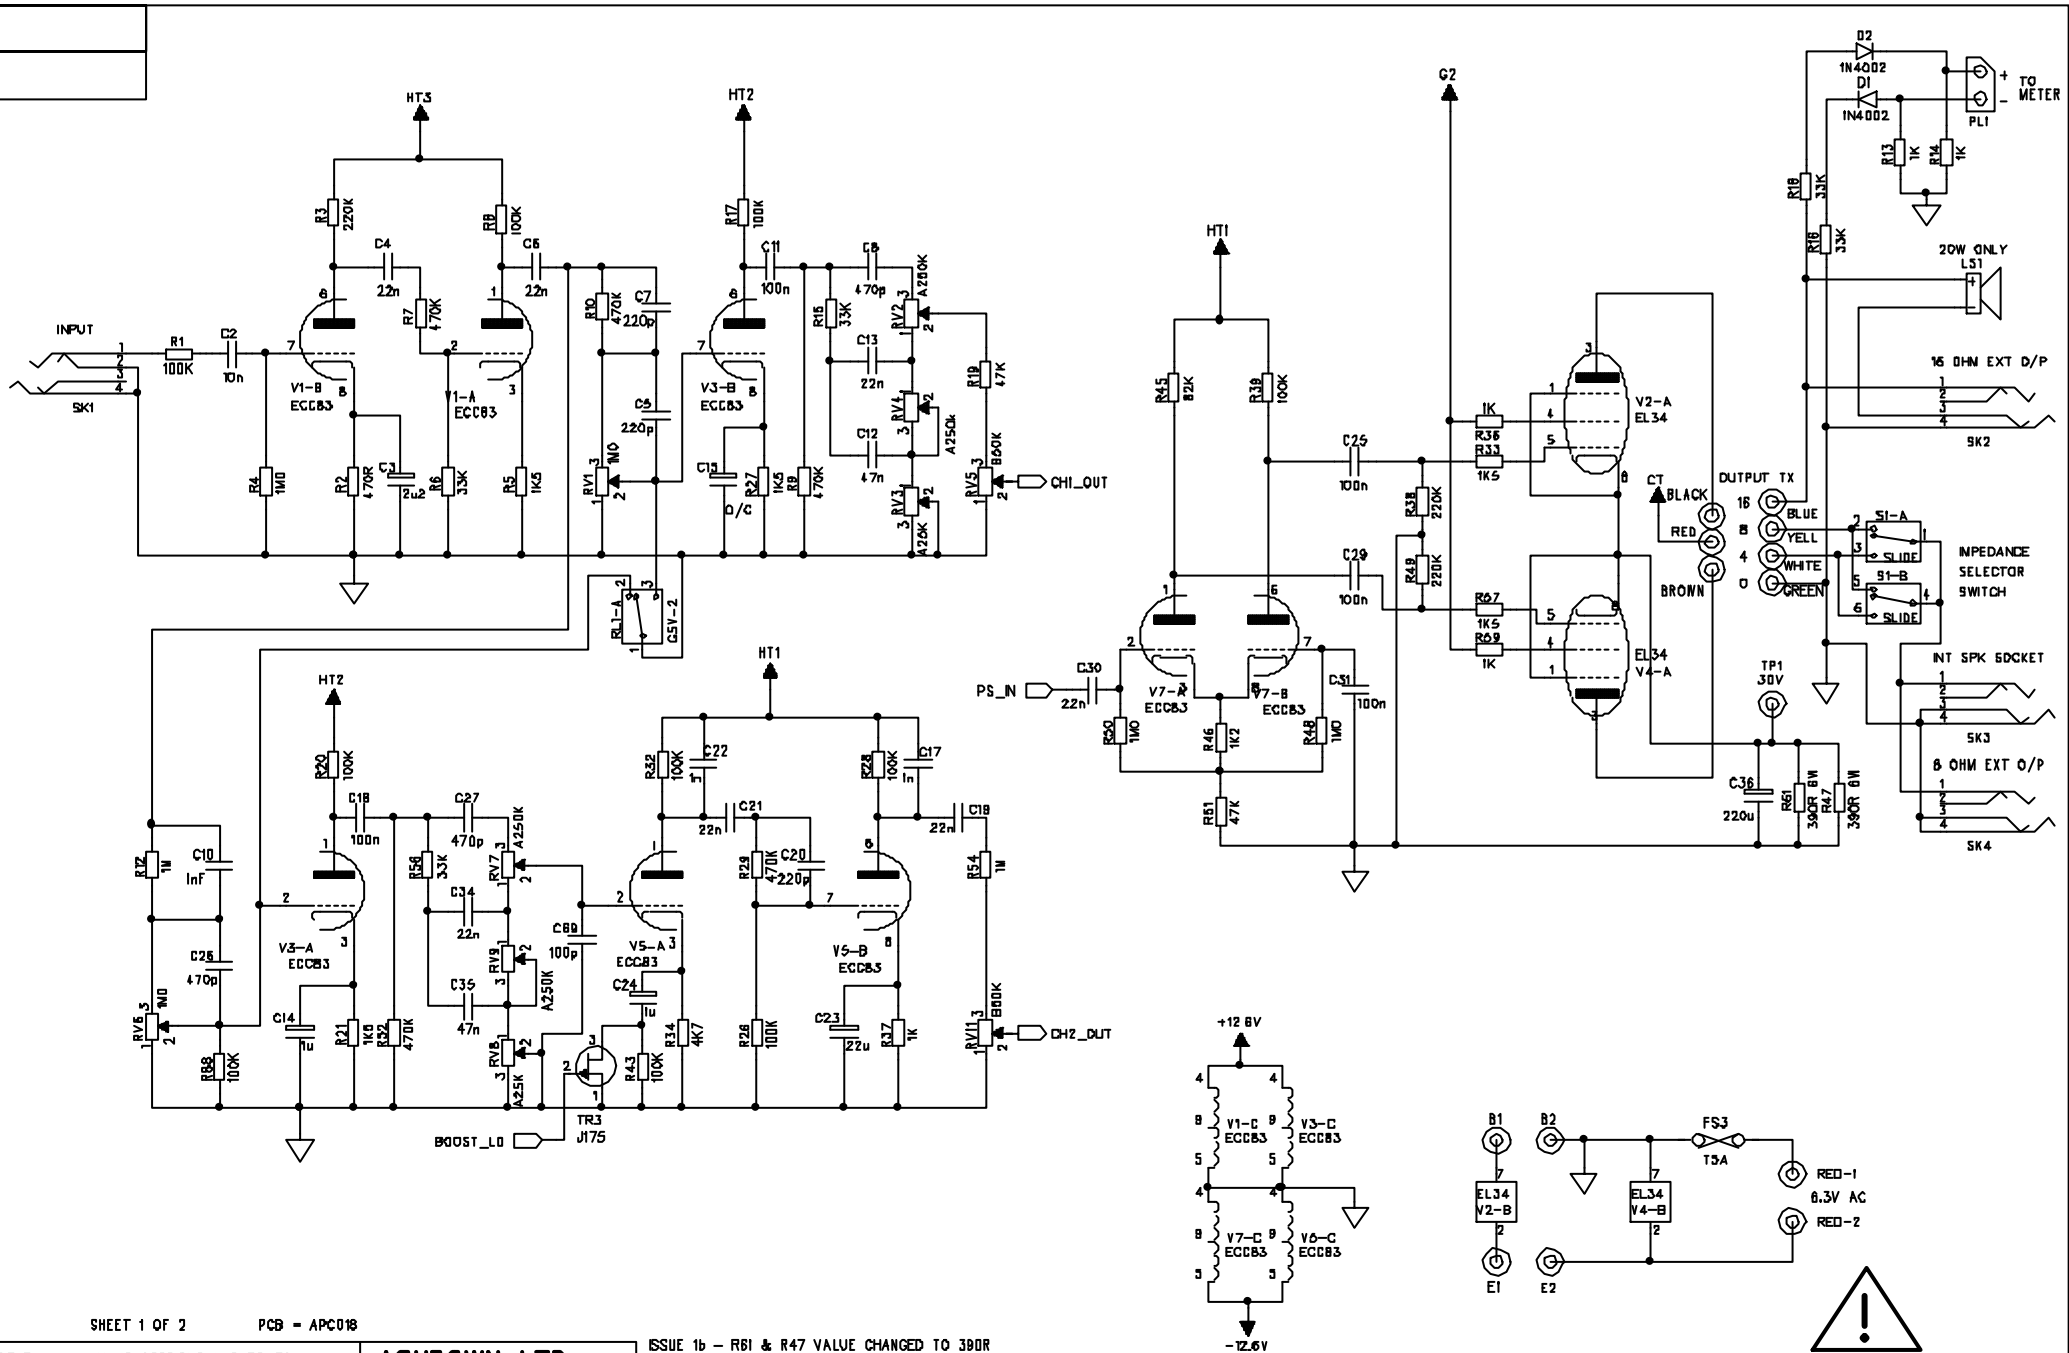 HT3
HT2
G2
D2
1N4002
D1
1N4002
+
-
TO
METER
PL1
R13
1K
R14
1K
R3
220K
R8
100K
R17
100K
C4
22n
C6
22n
C11
100n
C8
470p
A250K
R18
33K
R16
33K
HT1
20W ONLY
LS1
INPUT
R1
100K
C2
10n
R7
470K
R10
470K
C7
220p
R15
33K
RV2
C13
22n
R19
47K
16 OHM EXT O/P
SK1
V1-B
ECC83
1-A
ECC83
C5
220p
V3-B
ECC83
RV4
A250K
C12
47n
R45
82K
R39
100K
1K
R36
R33
1K5
V2-A
EL34
SK2
R4
1M0
R2
470R
C3
2u2
R6
33K
R5
1K5
RV1
1M0
C15
O/C
R27
1K5
R9
470K
RV3
A25K
RV5
B50K
CH1_OUT
C25
100n
R38
220K
R49
220K
CT
BLACK
RED
BROWN
OUTPUT TX
16
8
4
0
BLUE
YELL
WHITE
GREEN
S1-A
SLIDE
S1-B
SLIDE
IMPEDANCE
SELECTOR
SWITCH
C29
100n
RL1-A
G5V-2
R67
1K5
R69
1K
EL34
V4-A
HT2
HT1
PS_IN
C30
22n
V7-A
ECC83
V7-B
ECC83
C31
100n
R50
1M0
R46
1K2
R48
1M0
TP1
30V
INT SPK SOCKET
SK3
R20
100K
R32
100K
C22
1n
R28
100K
C17
1n
8 OHM EXT O/P
C18
100n
C27
470p
A250K
C21
22n
C19
22n
R51
47K
C36
220u
R61
390R 6W
R47
390R 6W
SK4
R12
1M
C10
1nF
R56
33K
RV7
C34
22n
R29
470K
C20
220p
R54
1M
C26
470p
V3-A
ECC83
RV9
A250K
C69
100p
V5-A
ECC83
V5-B
ECC83
RV6
1M0
C14
1u
R21
1K5
R52
470K
C35
47n
C24
1u
R34
4K7
R26
100K
C23
22u
R37
1K
RV11
B50K
CH2_OUT
R68
100K
RV8
A25K
R43
100K
TR3
J175
BOOST_LD
+12.6V
V1-C
ECC83
V3-C
ECC83
V7-C
ECC83
V5-C
ECC83
-12.6V
B1
B2
FS3
T5A
EL34
V2-B
EL34
V4-B
RED-1
6.3V AC
RED-2
E1
E2
SHEET 1 OF 2
PCB = APC018
ISSUE 1b - R61 & R47 VALUE CHANGED TO 390R